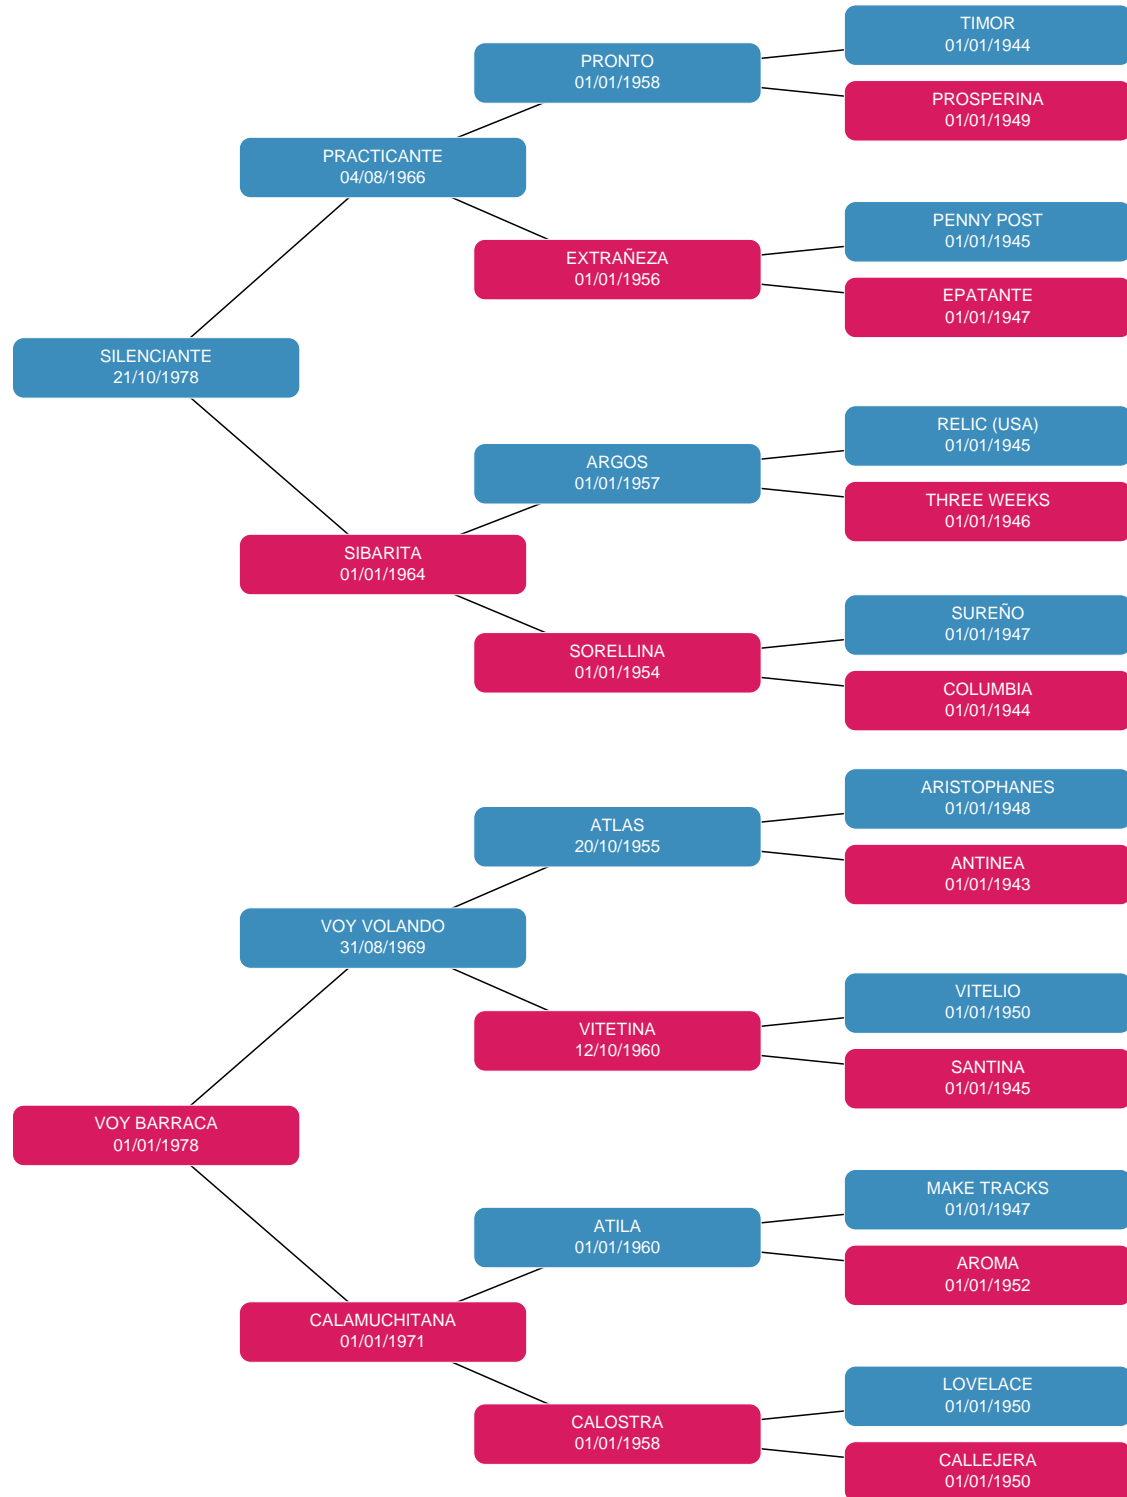 TIMOR
01/01/1944
PRONTO
01/01/1958
PROSPERINA
01/01/1949
PRACTICANTE
04/08/1966
PENNY POST
01/01/1945
EXTRAÑEZA
01/01/1956
EPATANTE
01/01/1947
SILENCIANTE
21/10/1978
RELIC (USA)
01/01/1945
ARGOS
01/01/1957
THREE WEEKS
01/01/1946
SIBARITA
01/01/1964
SUREÑO
01/01/1947
SORELLINA
01/01/1954
COLUMBIA
01/01/1944
ARISTOPHANES
01/01/1948
ATLAS
20/10/1955
ANTINEA
01/01/1943
VOY VOLANDO
31/08/1969
VITELIO
01/01/1950
VITETINA
12/10/1960
SANTINA
01/01/1945
VOY BARRACA
01/01/1978
MAKE TRACKS
01/01/1947
ATILA
01/01/1960
AROMA
01/01/1952
CALAMUCHITANA
01/01/1971
LOVELACE
01/01/1950
CALOSTRA
01/01/1958
CALLEJERA
01/01/1950